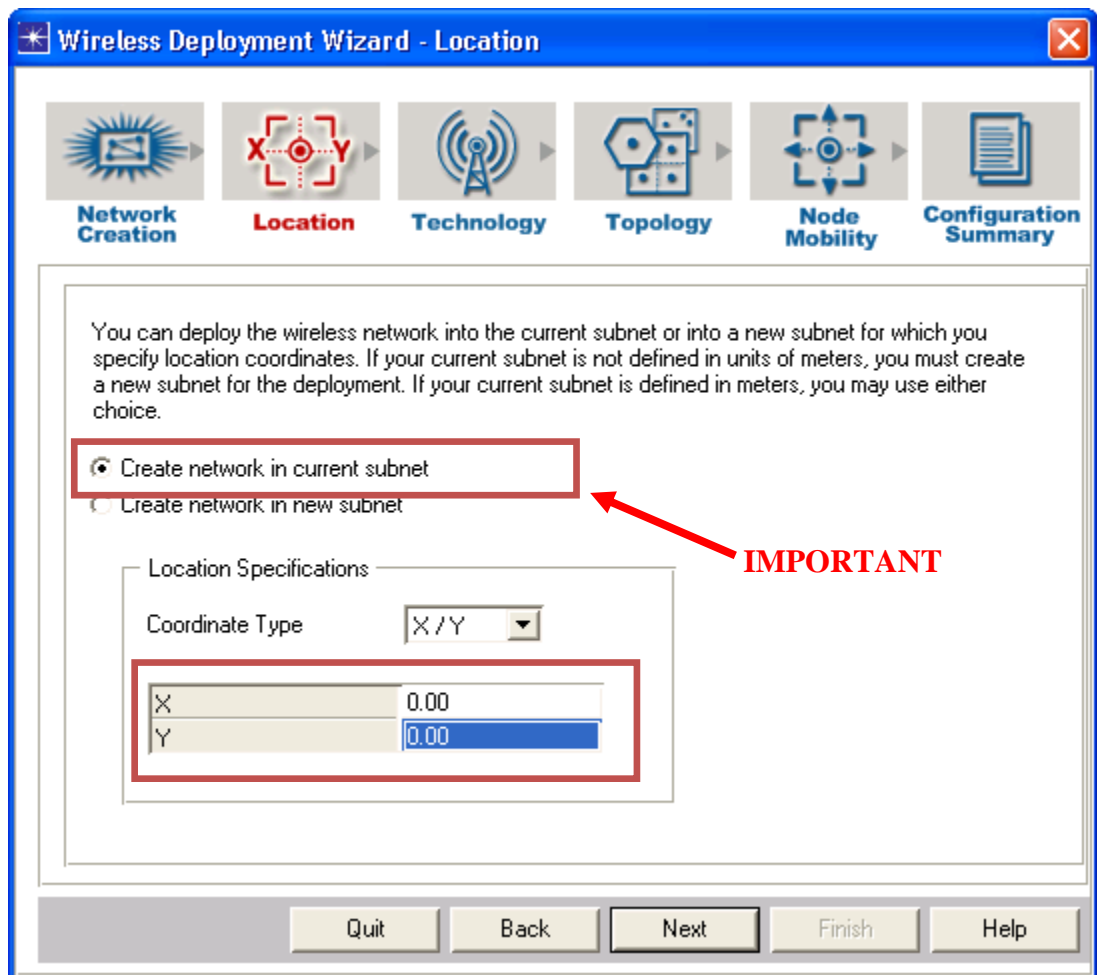 Wireless Deployment Wizard - Location
X Y
Network
Creation
Location
Technology
Topology
Node
Mobility
Configuration
Summary
You can deploy the wireless network into the current subnet or into a new subnet for which you
specify location coordinates. If your current subnet is not defined in units of meters, you must create
a new subnet for the deployment. If your current subnet is defined in meters, you may use either
choice.
Create network in current subnet
Create network in new subnet
IMPORTANT
Location Specifications
Coordinate Type X / Y
X 0.00
Y 0.00
Quit Back Next Finish Help